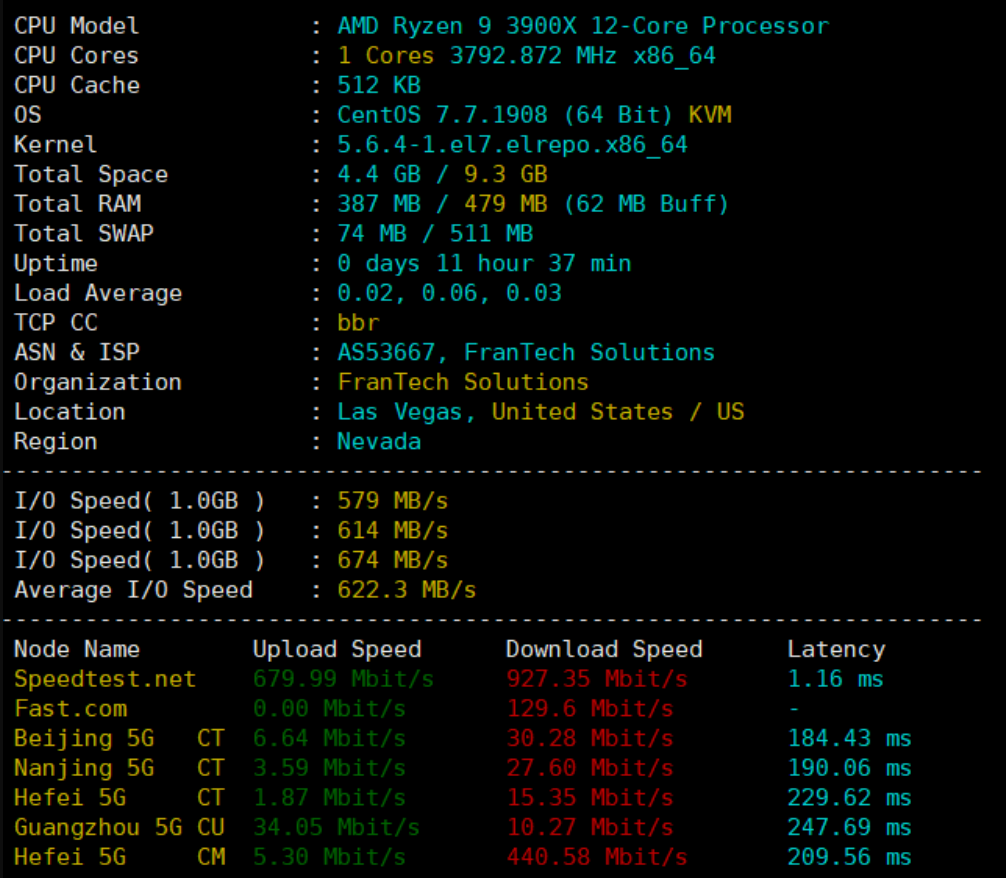 CPU Model            : AMD Ryzen 9 3900X 12-Core Processor
CPU Cores            : 1 Cores 3792.872 MHz x86_64
CPU Cache            : 512 KB
OS                   : CentOS 7.7.1908 (64 Bit) KVM
Kernel               : 5.6.4-1.el7.elrepo.x86_64
Total Space          : 4.4 GB / 9.3 GB
Total RAM            : 387 MB / 479 MB (62 MB Buff)
Total SWAP           : 74 MB / 511 MB
Uptime               : 0 days 11 hour 37 min
Load Average         : 0.02, 0.06, 0.03
TCP CC               : bbr
ASN & ISP            : AS53667, FranTech Solutions
Organization         : FranTech Solutions
Location             : Las Vegas, United States / US
Region               : Nevada
----------------------------------------------------------------------
I/O Speed( 1.0GB )   : 579 MB/s
I/O Speed( 1.0GB )   : 614 MB/s
I/O Speed( 1.0GB )   : 674 MB/s
Average I/O Speed    : 622.3 MB/s
----------------------------------------------------------------------
Node Name        Upload Speed      Download Speed      Latency
Speedtest.net    679.99 Mbit/s     927.35 Mbit/s       1.16 ms
Fast.com         0.00 Mbit/s       129.6 Mbit/s        -
Beijing 5G   CT  6.64 Mbit/s       30.28 Mbit/s        184.43 ms
Nanjing 5G   CT  3.59 Mbit/s       27.60 Mbit/s        190.06 ms
Hefei 5G     CT  1.87 Mbit/s       15.35 Mbit/s        229.62 ms
Guangzhou 5G CU  34.05 Mbit/s      10.27 Mbit/s        247.69 ms
Hefei 5G     CM  5.30 Mbit/s       440.58 Mbit/s       209.56 ms